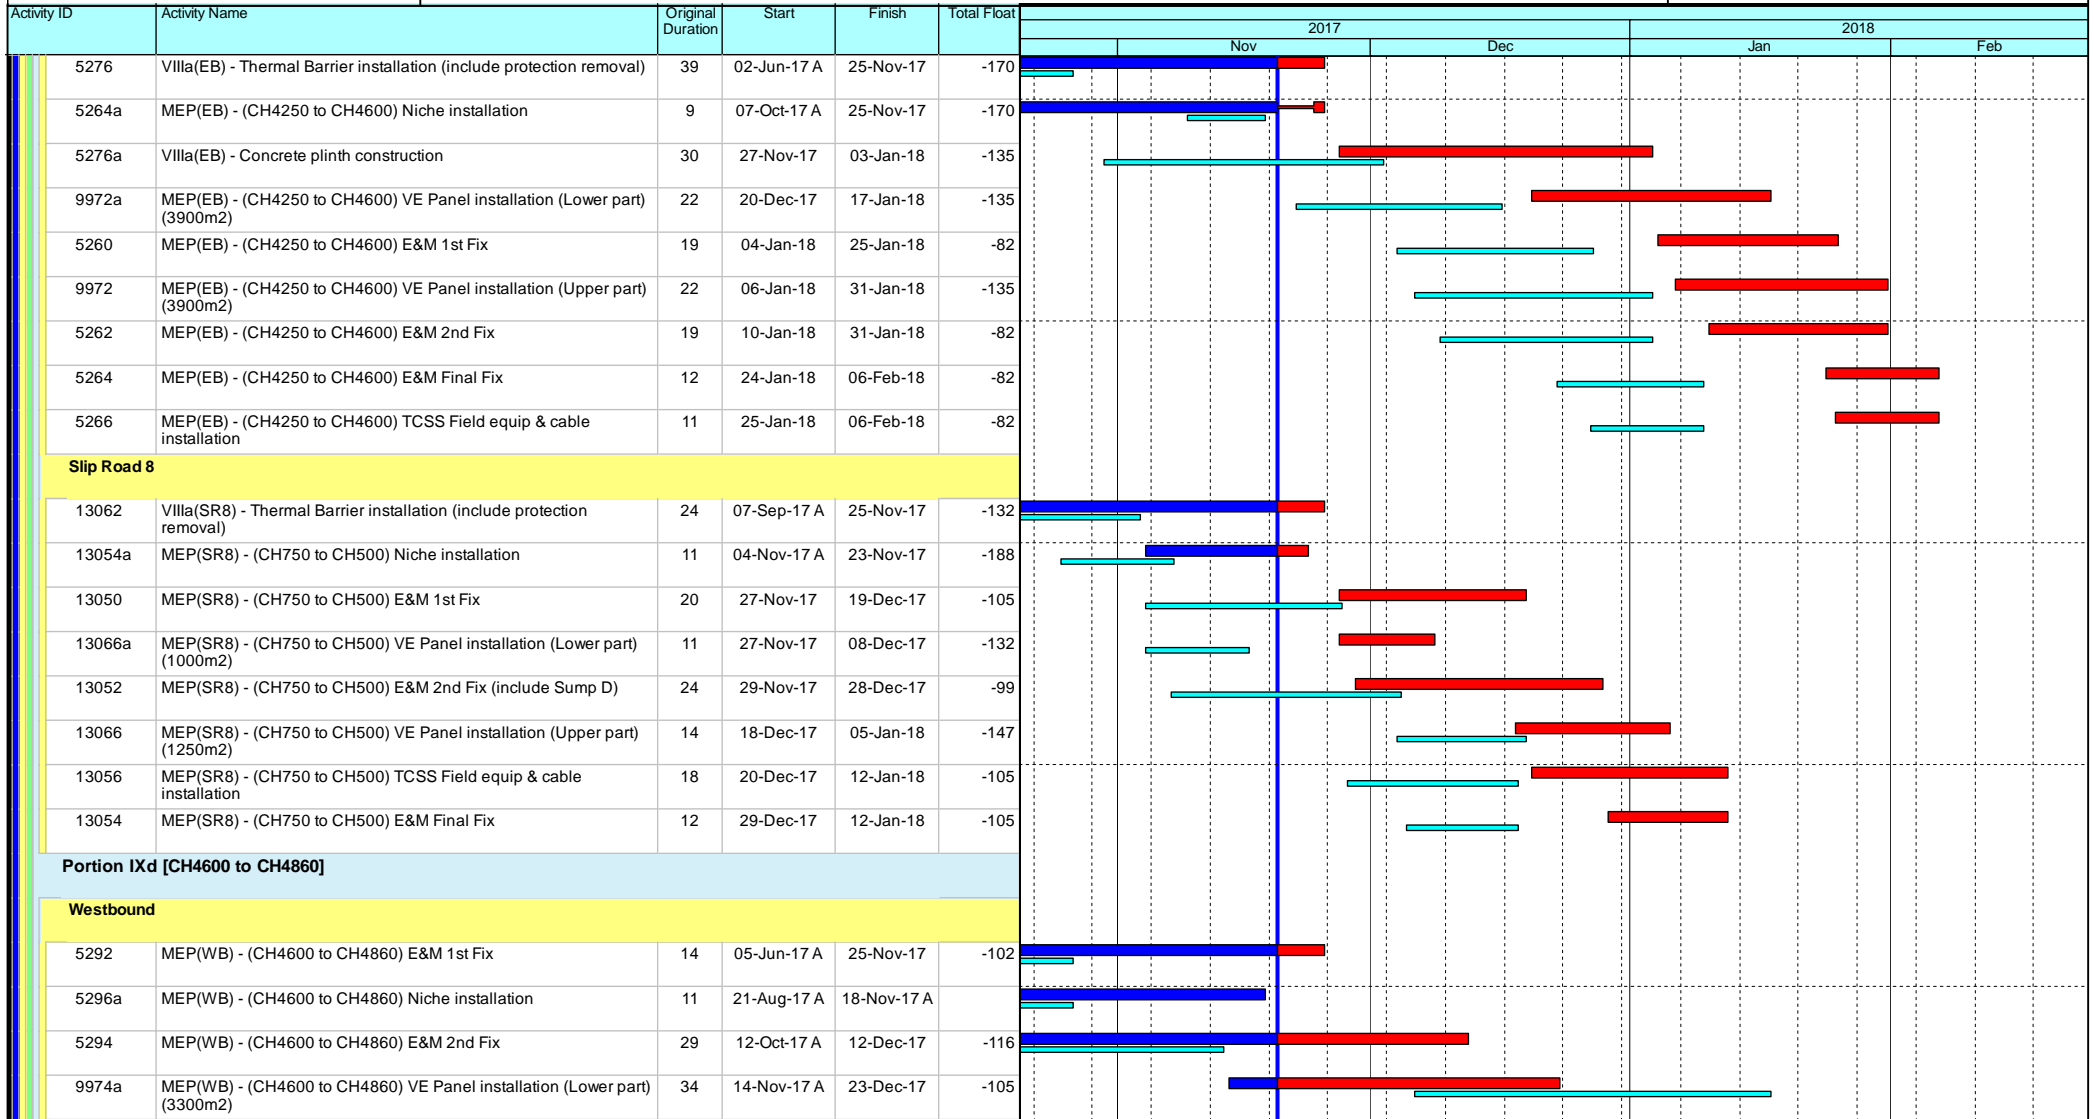 Activity ID Activity Name Original Start Finish Total Float
Duration
2017 2018
Nov Dec Jan Feb
5276 VIIIa(EB) - Thermal Barrier installation (include protection removal) 39 02-Jun-17 A 25-Nov-17 -170
5264a MEP(EB) - (CH4250 to CH4600) Niche installation 9 07-Oct-17 A 25-Nov-17 -170
5276a VIIIa(EB) - Concrete plinth construction 30 27-Nov-17 03-Jan-18 -135
9972a MEP(EB) - (CH4250 to CH4600) VE Panel installation (Lower part) 22 20-Dec-17 17-Jan-18 -135
(3900m2)
5260 MEP(EB) - (CH4250 to CH4600) E&M 1st Fix 19 04-Jan-18 25-Jan-18 -82
9972 MEP(EB) - (CH4250 to CH4600) VE Panel installation (Upper part) 22 06-Jan-18 31-Jan-18 -135
(3900m2)
5262 MEP(EB) - (CH4250 to CH4600) E&M 2nd Fix 19 10-Jan-18 31-Jan-18 -82
5264 MEP(EB) - (CH4250 to CH4600) E&M Final Fix 12 24-Jan-18 06-Feb-18 -82
5266 MEP(EB) - (CH4250 to CH4600) TCSS Field equip & cable 11 25-Jan-18 06-Feb-18 -82
installation
Slip Road 8
13062 VIIIa(SR8) - Thermal Barrier installation (include protection 24 07-Sep-17 A 25-Nov-17 -132
removal)
13054a MEP(SR8) - (CH750 to CH500) Niche installation 11 04-Nov-17 A 23-Nov-17 -188
13050 MEP(SR8) - (CH750 to CH500) E&M 1st Fix 20 27-Nov-17 19-Dec-17 -105
13066a MEP(SR8) - (CH750 to CH500) VE Panel installation (Lower part) 11 27-Nov-17 08-Dec-17 -132
(1000m2)
13052 MEP(SR8) - (CH750 to CH500) E&M 2nd Fix (include Sump D) 24 29-Nov-17 28-Dec-17 -99
13066 MEP(SR8) - (CH750 to CH500) VE Panel installation (Upper part) 14 18-Dec-17 05-Jan-18 -147
(1250m2)
13056 MEP(SR8) - (CH750 to CH500) TCSS Field equip & cable 18 20-Dec-17 12-Jan-18 -105
installation
13054 MEP(SR8) - (CH750 to CH500) E&M Final Fix 12 29-Dec-17 12-Jan-18 -105
Portion IXd [CH4600 to CH4860]
Westbound
5292 MEP(WB) - (CH4600 to CH4860) E&M 1st Fix 14 05-Jun-17 A 25-Nov-17 -102
5296a MEP(WB) - (CH4600 to CH4860) Niche installation 11 21-Aug-17 A 18-Nov-17 A
5294 MEP(WB) - (CH4600 to CH4860) E&M 2nd Fix 29 12-Oct-17 A 12-Dec-17 -116
9974a MEP(WB) - (CH4600 to CH4860) VE Panel installation (Lower part) 34 14-Nov-17 A 23-Dec-17 -105
(3300m2)